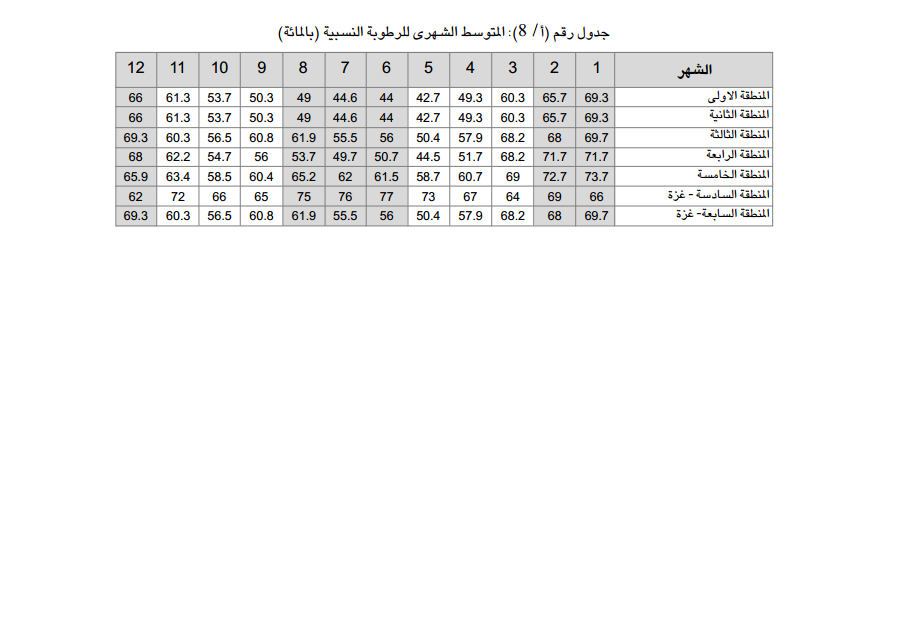 جدول رقم (أ/ 8): المتوسط الشهرى للرطوبة النسبية (بالمائة)
الشهر 1 2 3 4 5 6 7 8 9 10 11 12
المنطقة الاولى 69.3 65.7 60.3 49.3 42.7 44 44.6 49 50.3 53.7 61.3 66
المنطقة الثانية 69.3 65.7 60.3 49.3 42.7 44 44.6 49 50.3 53.7 61.3 66
المنطقة الثالثة 69.7 68 68.2 57.9 50.4 56 55.5 61.9 60.8 56.5 60.3 69.3
المنطقة الرابعة 71.7 71.7 68.2 51.7 44.5 50.7 49.7 53.7 56 54.7 62.2 68
المنطقة الخامسة 73.7 72.7 69 60.7 58.7 61.5 62 65.2 60.4 58.5 63.4 65.9
المنطقة السادسة - غزة 66 69 64 67 73 77 76 75 65 66 72 62
المنطقة السابعة- غزة 69.7 68 68.2 57.9 50.4 56 55.5 61.9 60.8 56.5 60.3 69.3